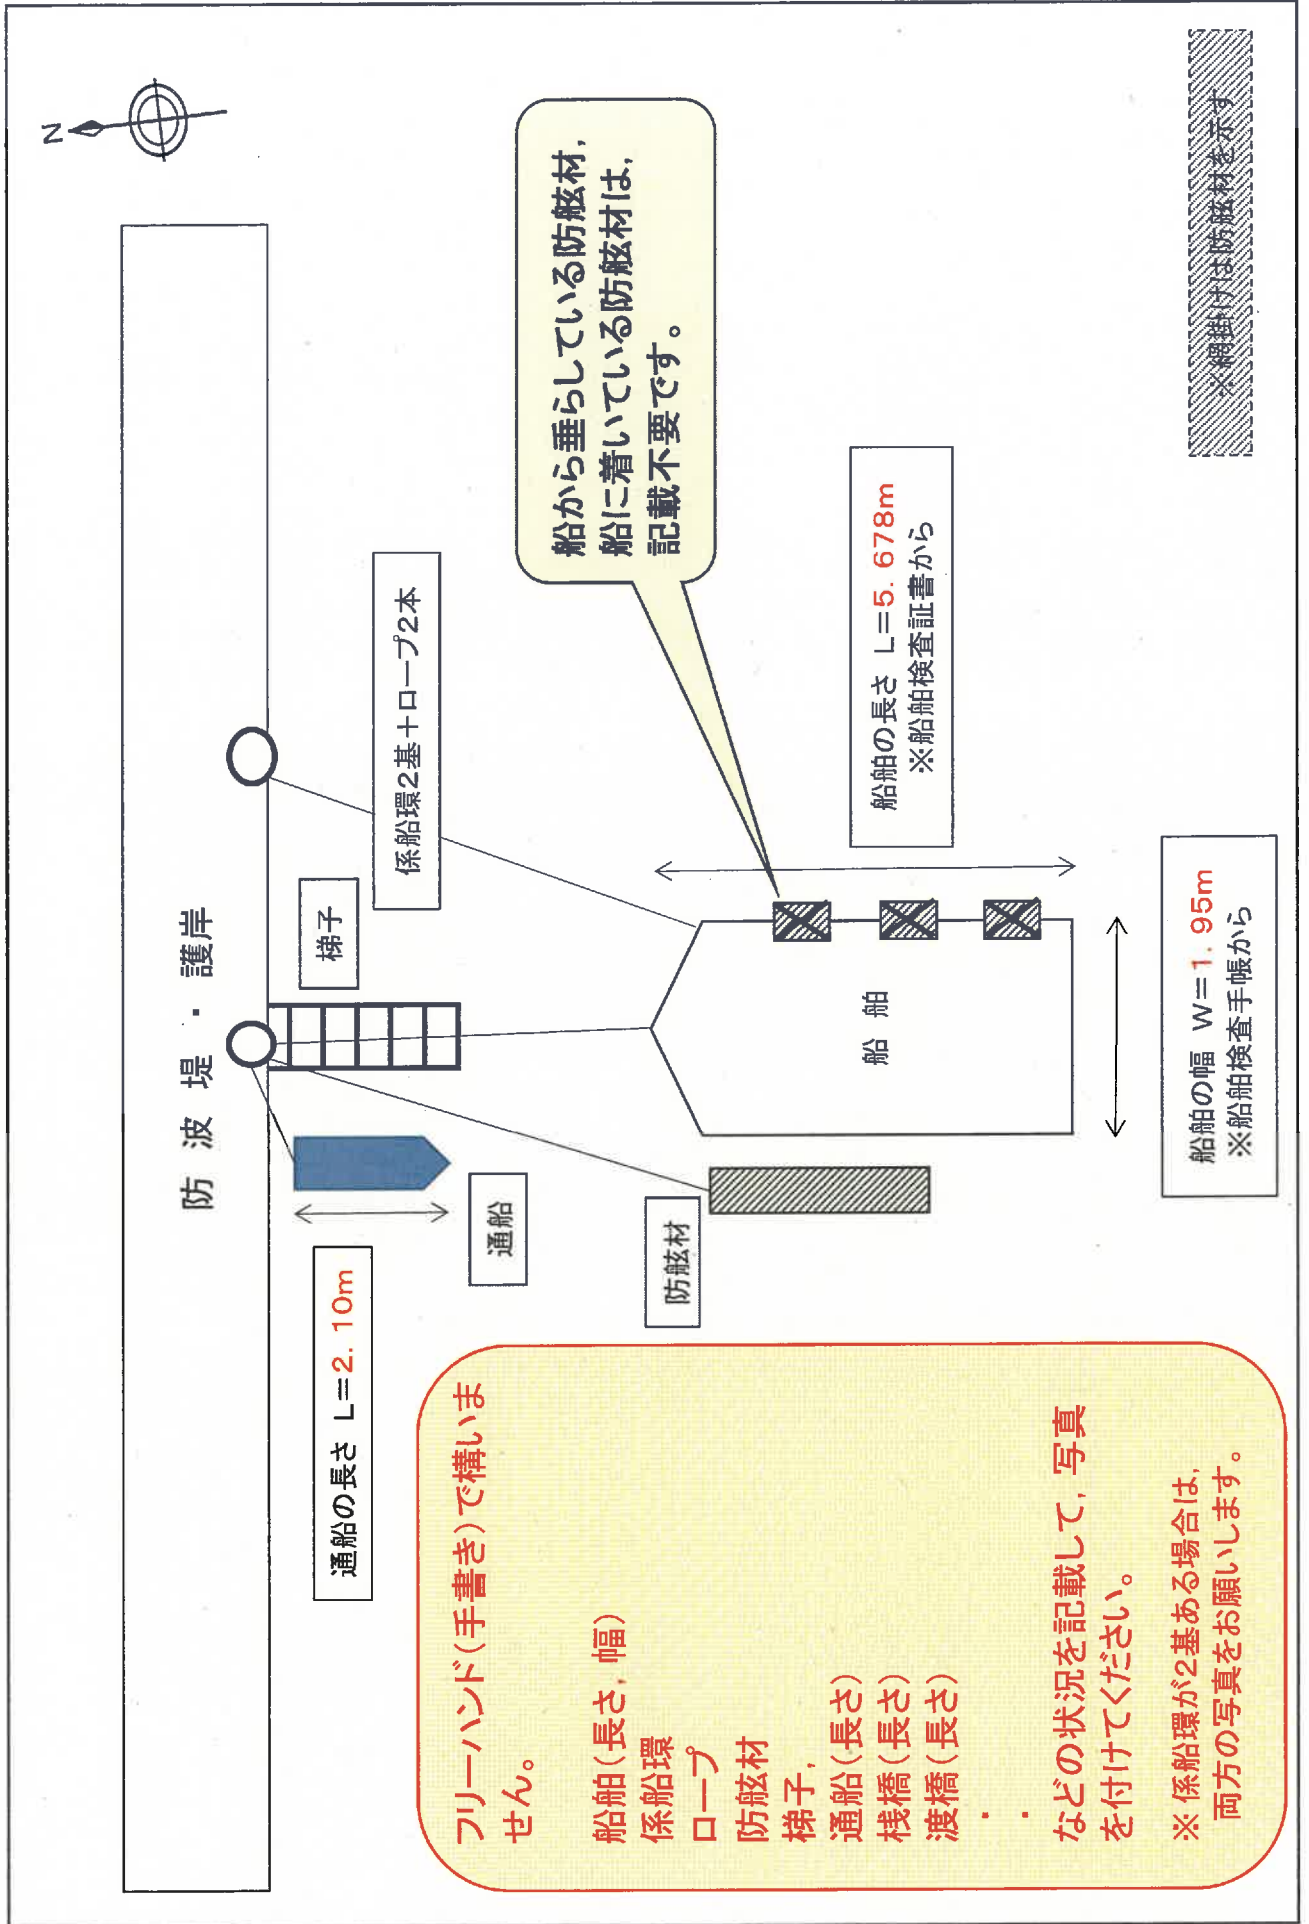 N
防 波 堤 ・ 護岸
通船の長さ L=2.10m
通船
梯子
係船環2基+ロープ2本
防舷材
船から垂らしている防舷材,
船に着いている防舷材は,
記載不要です。
船 舶
船舶の長さ L=5.678m
※船舶検査証書から
船舶の幅 W=1.95m
※船舶検査手帳から
※網掛けは防舷材を示す
フリーハンド(手書き)で構いま
せん。
船舶(長さ,幅)
係船環
ロープ
防舷材
梯子,
通船(長さ)
桟橋(長さ)
渡橋(長さ)
・
・
などの状況を記載して,写真
を付けてください。
※ 係船環が2基ある場合は,
両方の写真をお願いします。